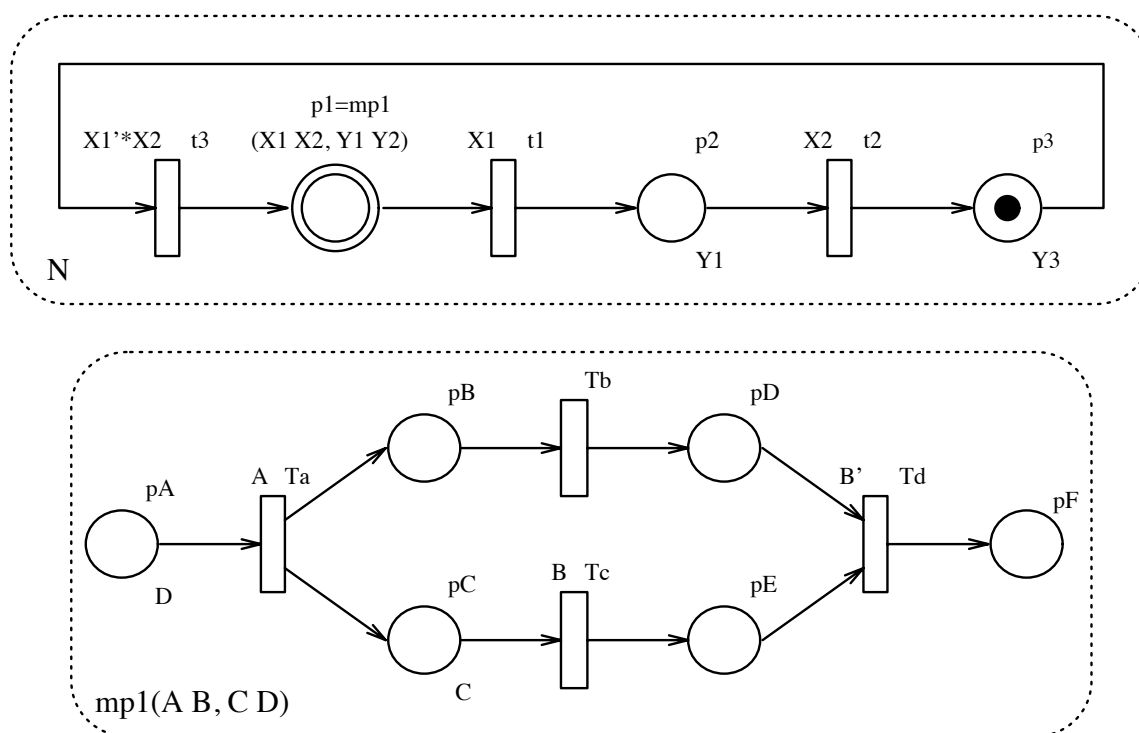 p1=mp1
X1’*X2 t3 (X1 X2, Y1 Y2) X1 t1 p2 X2 t2 p3
Y1 Y3
N
pB Tb pD
pA A Ta B’ Td pF
D pC B Tc pE
C
mp1(A B, C D)